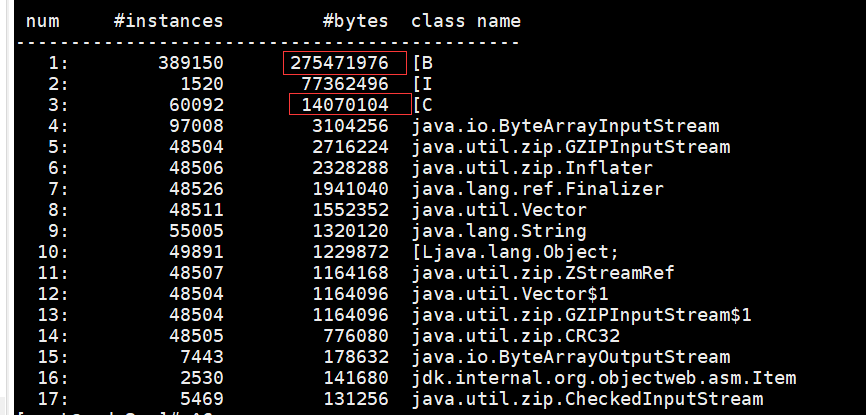 num #instances #bytes class name
----------------------------------------------
1: 389150 275471976 [B
2: 1520 77362496 [I
3: 60092 14070104 [C
4: 97008 3104256 java.io.ByteArrayInputStream
5: 48504 2716224 java.util.zip.GZIPInputStream
6: 48506 2328288 java.util.zip.Inflater
7: 48526 1941040 java.lang.ref.Finalizer
8: 48511 1552352 java.util.Vector
9: 55005 1320120 java.lang.String
10: 49891 1229872 [Ljava.lang.Object;
11: 48507 1164168 java.util.zip.ZStreamRef
12: 48504 1164096 java.util.Vector$1
13: 48504 1164096 java.util.zip.GZIPInputStream$1
14: 48505 776080 java.util.zip.CRC32
15: 7443 178632 java.io.ByteArrayOutputStream
16: 2530 141680 jdk.internal.org.objectweb.asm.Item
17: 5469 131256 java.util.zip.CheckedInputStream